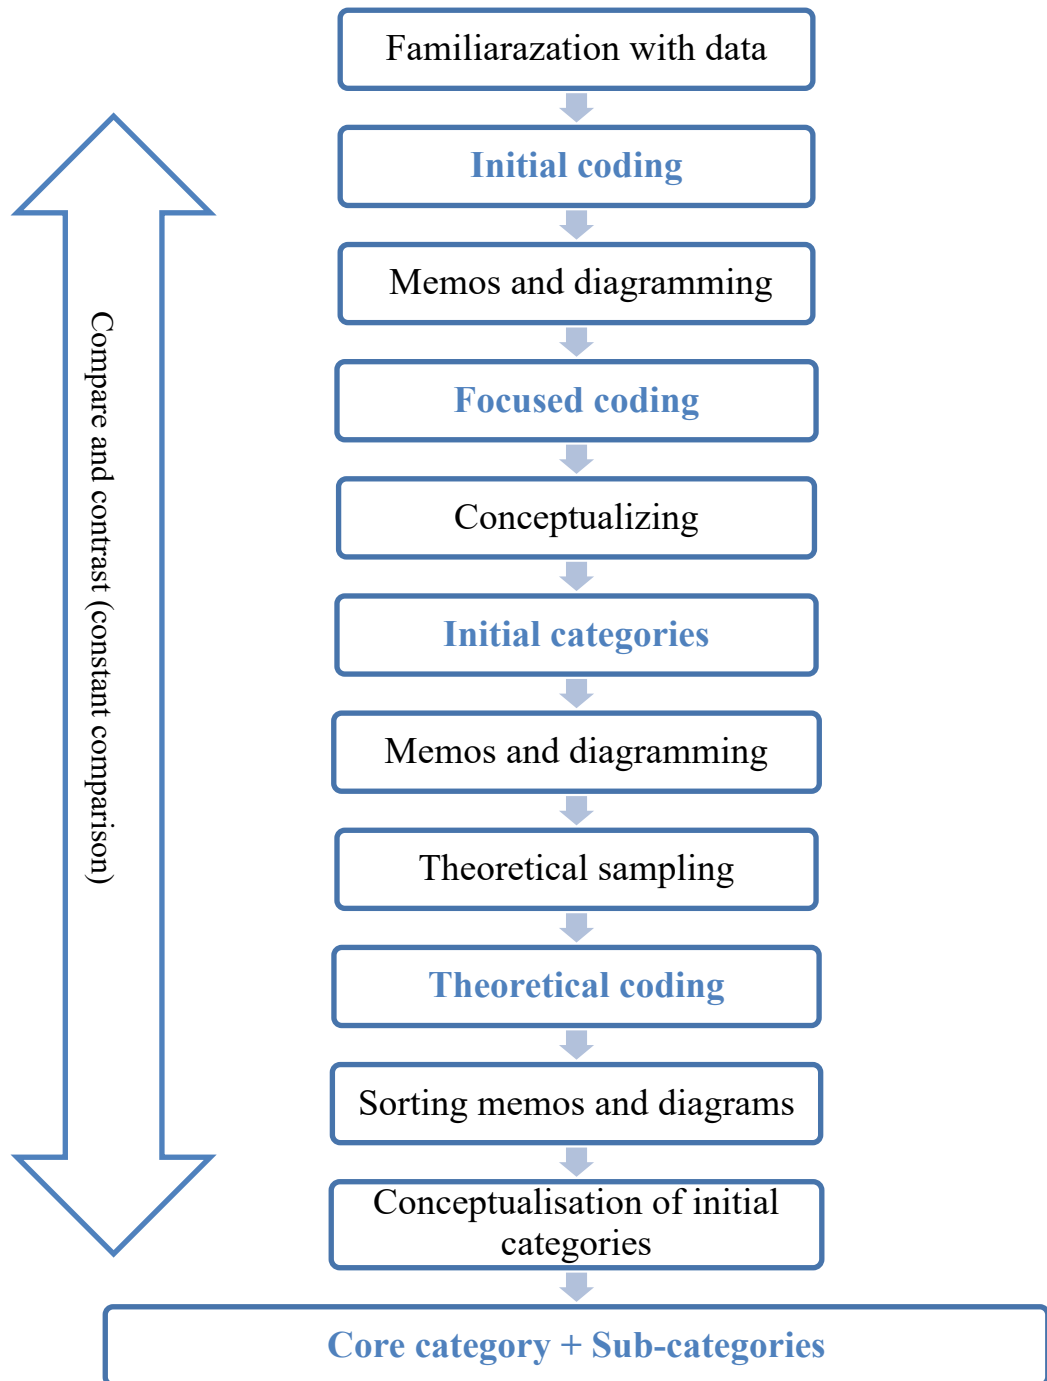 Familiarazation with data
Initial coding
Memos and diagramming
Focused coding
Conceptualizing
Initial categories
Memos and diagramming
Theoretical sampling
Theoretical coding
Sorting memos and diagrams
Conceptualisation of initial
categories
Core category + Sub-categories
Compare and contrast (constant comparison)